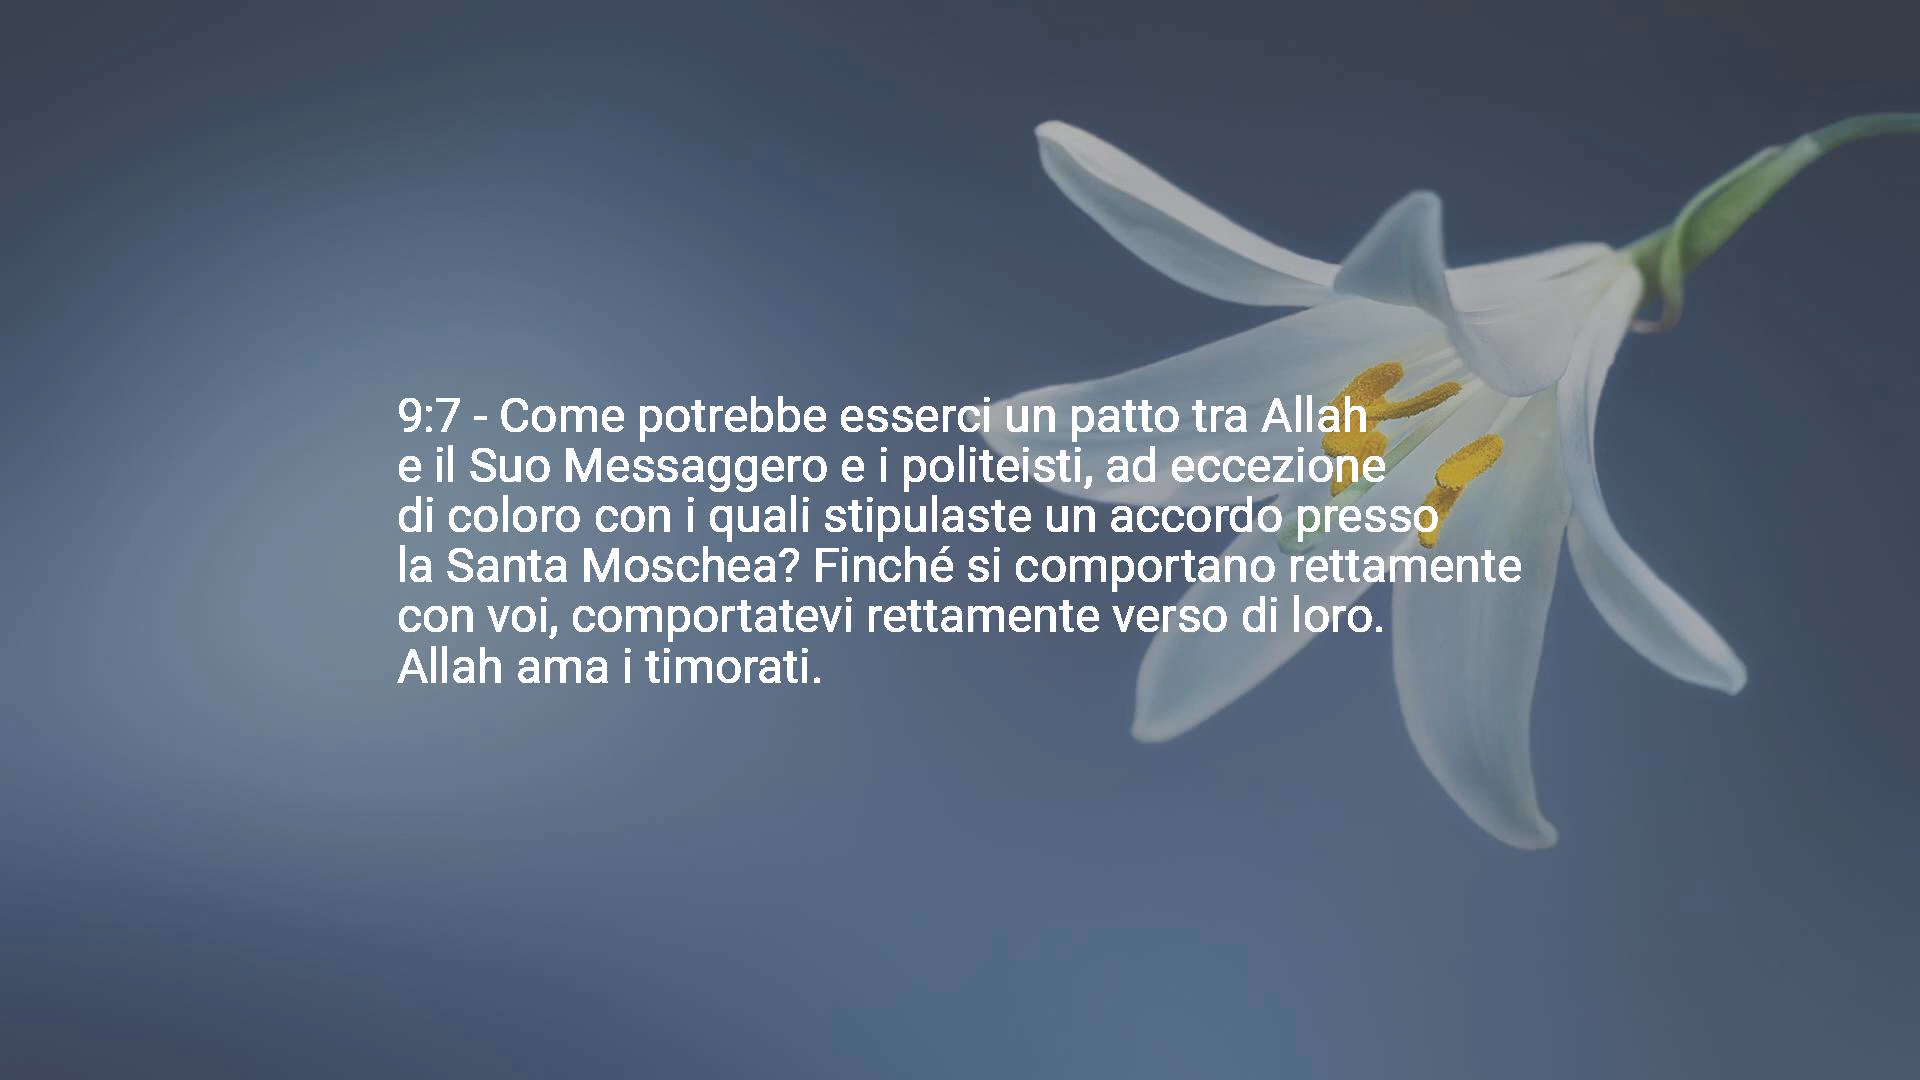 9:7 - Come potrebbe esserci un patto tra Allah
e il Suo Messaggero e i politeisti, ad eccezione
di coloro con i quali stipulaste un accordo presso
la Santa Moschea? Finché si comportano rettamente
con voi, comportatevi rettamente verso di loro.
Allah ama i timorati.